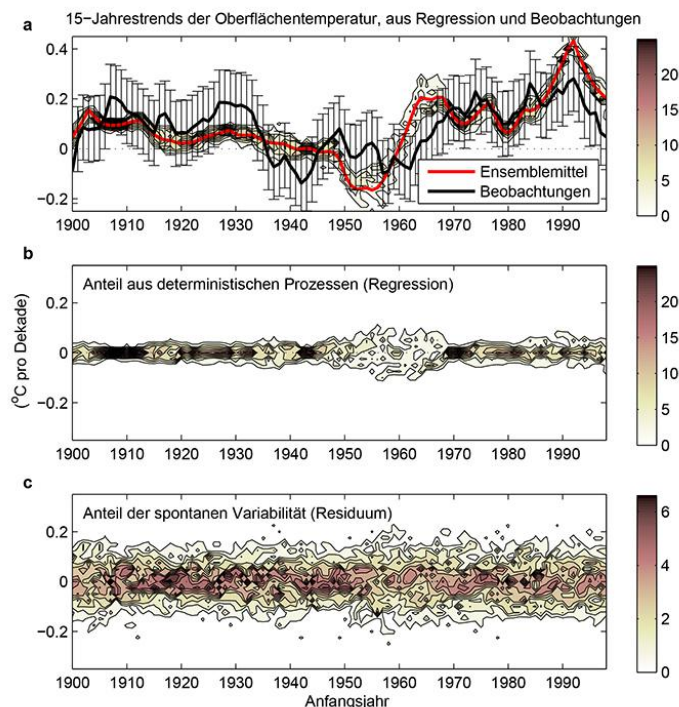 15-Jahrestrends der Oberflächentemperatur, aus Regression und Beobachtungen
a
0.4
0.2
0
-0.2
Ensemblemittel
Beobachtungen
1900 1910 1920 1930 1940 1950 1960 1970 1980 1990
20
15
10
5
0
b
Anteil aus deterministischen Prozessen (Regression)
0.2
0
-0.2
(°C pro Dekade)
1900 1910 1920 1930 1940 1950 1960 1970 1980 1990
25
20
15
10
5
0
c
Anteil der spontanen Variabilität (Residuum)
0.2
0
-0.2
1900 1910 1920 1930 1940 1950 1960 1970 1980 1990
Anfangsjahr
6
4
2
0